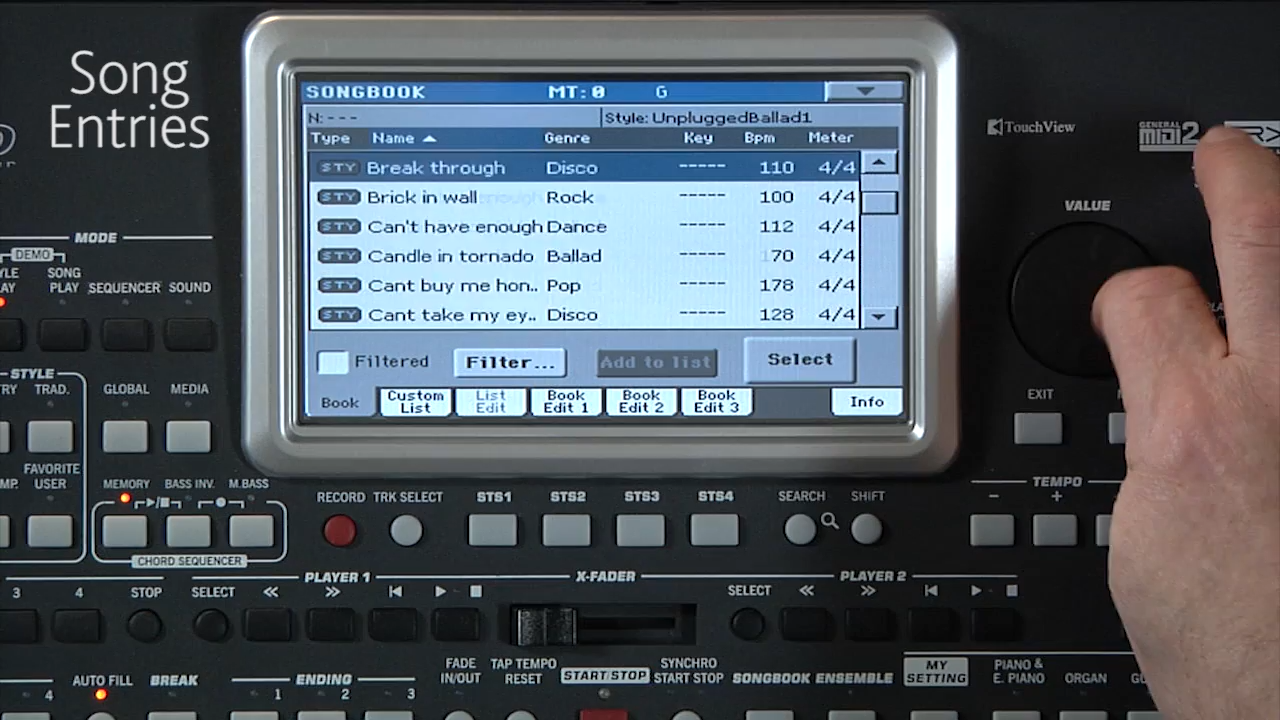 Song
Entries
SONGBOOK MT: 0 G
N: --- Style: UnpluggedBallad1
Type Name Genre Key Bpm Meter
STY Break through Disco ----- 110 4/4
STY Brick in wall Rock ----- 100 4/4
STY Can't have enough Dance ----- 112 4/4
STY Candle in tornado Ballad ----- 70 4/4
STY Cant buy me hon.. Pop ----- 178 4/4
STY Cant take my ey.. Disco ----- 128 4/4
Filtered Filter... Add to list Select
Book Custom List List Edit Book Edit 1 Book Edit 2 Book Edit 3 Info
TouchView
GENERAL MIDI2
VALUE
MODE
DEMO
SONG PLAY SEQUENCER SOUND
STYLE
TRAD. GLOBAL MEDIA
FAVORITE
USER MEMORY BASS INV. M.BASS
CHORD SEQUENCER
RECORD TRK SELECT STS1 STS2 STS3 STS4 SEARCH SHIFT
EXIT
TEMPO
- +
PLAYER 1 X-FADER PLAYER 2
3 4 STOP SELECT SELECT
FADE IN/OUT TAP TEMPO RESET START STOP SYNCHRO START STOP SONGBOOK ENSEMBLE MY SETTING PIANO & E. PIANO ORGAN
4 AUTO FILL BREAK ENDING 1 2 3